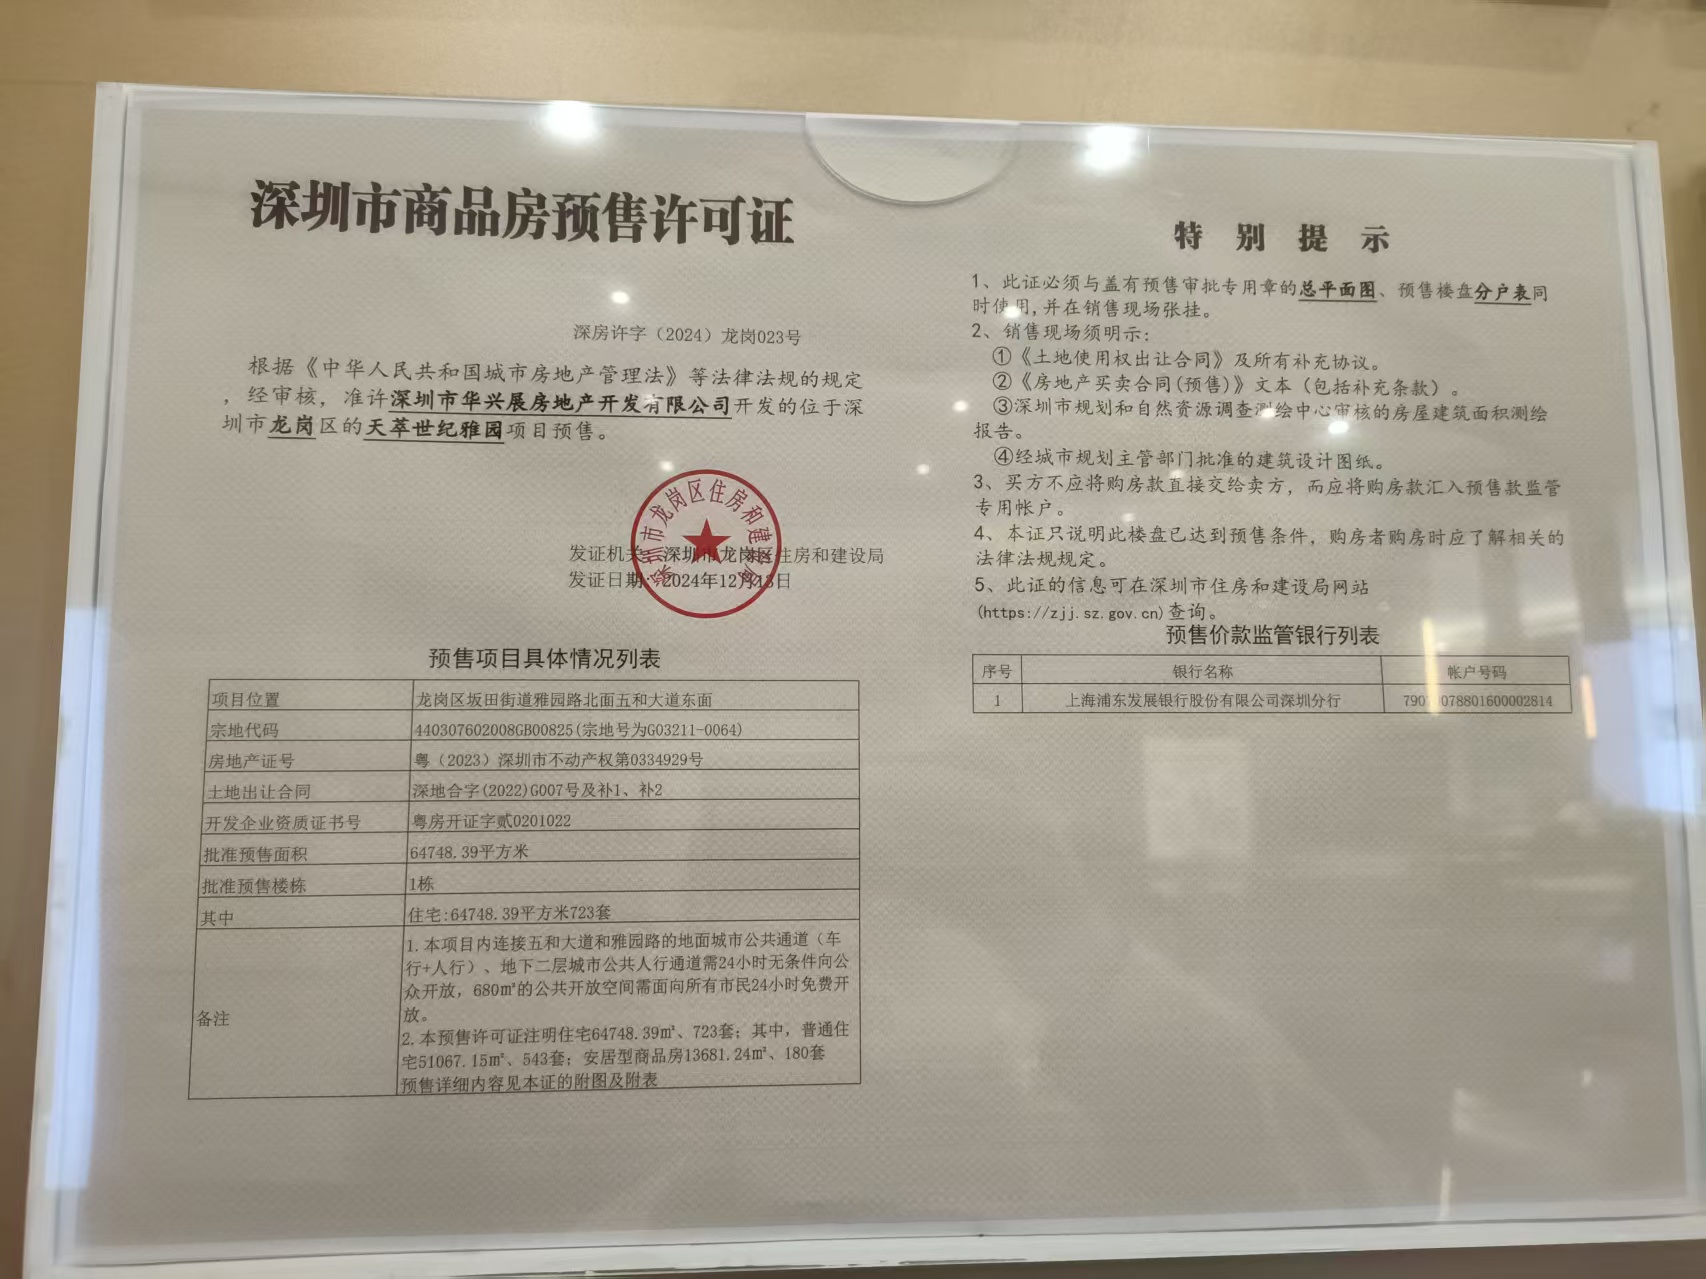 深圳市商品房预售许可证
深房许字（2024）龙岗023号
根据《中华人民共和国城市房地产管理法》等法律法规的规定
，经审核，准许深圳市华兴展房地产开发有限公司开发的位于深
圳市龙岗区的天萃世纪雅园项目预售。
深圳市龙岗区住房和建设局
发证机关：深圳市龙岗区住房和建设局
发证日期：2024年12月13日
预售项目具体情况列表
项目位置 龙岗区坂田街道雅园路北面五和大道东面
宗地代码 440307602008GB00825(宗地号为G03211-0064)
房地产证号 粤（2023）深圳市不动产权第0334929号
土地出让合同 深地合字(2022)G007号及补1、补2
开发企业资质证书号 粤房开证字贰0201022
批准预售面积 64748.39平方米
批准预售楼栋 1栋
其中 住宅:64748.39平方米723套
备注
1.本项目内连接五和大道和雅园路的地面城市公共通道（车
行+人行）、地下二层城市公共人行通道需24小时无条件向公
众开放，680㎡的公共开放空间需面向所有市民24小时免费开
放。
2.本预售许可证注明住宅64748.39㎡、723套；其中，普通住
宅51067.15㎡、543套；安居型商品房13681.24㎡、180套
预售详细内容见本证的附图及附表
特别提示
1、此证必须与盖有预售审批专用章的总平面图、预售楼盘分户表同
时使用,并在销售现场张挂。
2、销售现场须明示：
①《土地使用权出让合同》及所有补充协议。
②《房地产买卖合同(预售)》文本（包括补充条款）。
③深圳市规划和自然资源调查测绘中心审核的房屋建筑面积测绘
报告。
④经城市规划主管部门批准的建筑设计图纸。
3、买方不应将购房款直接交给卖方，而应将购房款汇入预售款监管
专用帐户。
4、本证只说明此楼盘已达到预售条件，购房者购房时应了解相关的
法律法规规定。
5、此证的信息可在深圳市住房和建设局网站
(https://zjj.sz.gov.cn)查询。
预售价款监管银行列表
序号 银行名称 帐户号码
1 上海浦东发展银行股份有限公司深圳分行